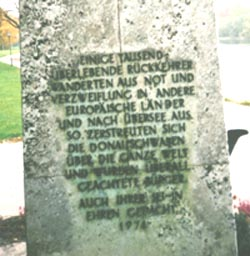 EINIGE TAUSEND
ÜBERLEBENDE RÜCKKEHRER
WANDERTEN AUS NOT UND
VERZWEIFLUNG IN ANDERE
EUROPÄISCHE LÄNDER
UND NACH ÜBERSEE AUS.
SO ZERSTREUTEN SICH
DIE DONAUSCHWABEN
ÜBER DIE GANZE WELT
UND WURDEN ÜBERALL
GEACHTETE BÜRGER.
AUCH IHRER SEI IN
EHREN GEDACHT.